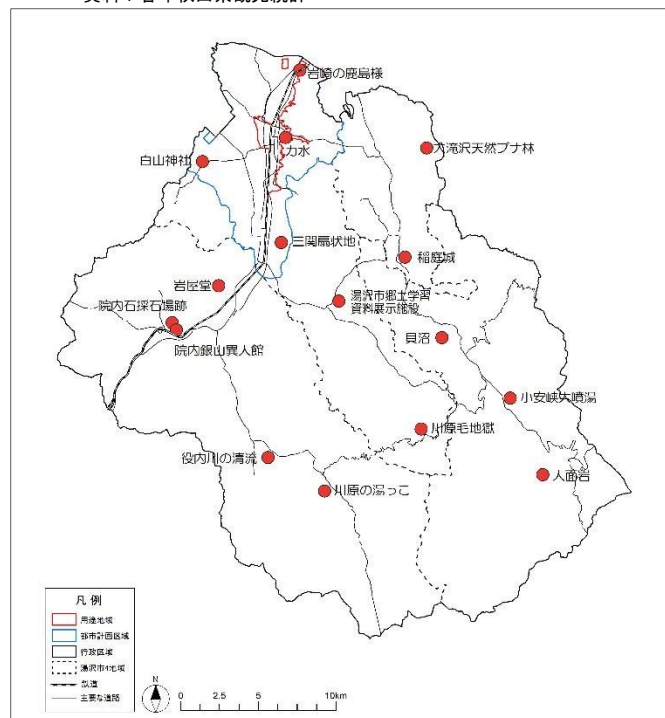 岩崎の鹿島様
力水
大滝沢天然ブナ林
白山神社
三関扇状地
稲庭城
岩屋堂
湯沢市郷土学習
資料展示施設
院内石採石場跡
貝沼
院内銀山異人館
小安峡大噴湯
川原毛地獄
役内川の清流
人面岩
川原の湯っこ
凡 例
用途地域
都市計画区域
行政区域
湯沢市4地域
鉄道
主要な道路
N
0 2.5 5 10km